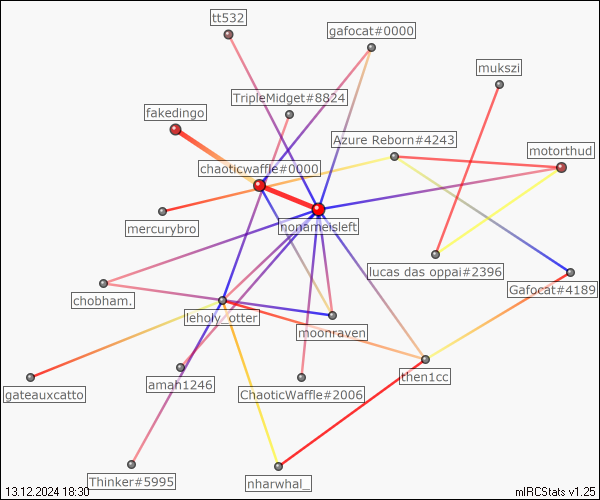 tt532
gafocat#0000
mukszi
TripleMidget#8824
fakedingo
Azure Reborn#4243
motorthud
chaoticwaffle#0000
mercurybro
nonameisleft
lucas das oppai#2396
Gafocat#4189
chobham.
leholy_otter
moonraven
then1cc
gateauxcatto
amah1246
ChaoticWaffle#2006
Thinker#5995
nharwhal_
13.12.2024 18:30
mIRCStats v1.25